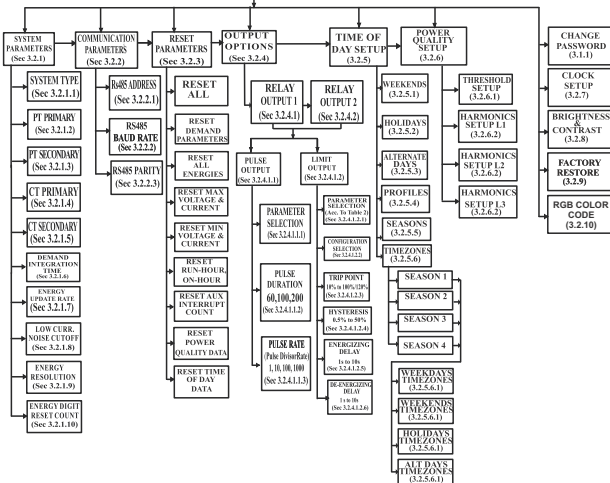 SYSTEM
PARAMETERS
(Sec 3.2.1)
SYSTEM TYPE
(Sec 3.2.1.1)
PT PRIMARY
(Sec 3.2.1.2)
PT SECONDARY
(Sec 3.2.1.3)
CT PRIMARY
(Sec 3.2.1.4)
CT SECONDARY
(Sec 3.2.1.5)
DEMAND
INTEGRATION
TIME
(Sec 3.2.1.6)
ENERGY
UPDATE RATE
(Sec 3.2.1.7)
LOW CURR.
NOISE CUTOFF
(Sec 3.2.1.8)
ENERGY
RESOLUTION
(Sec 3.2.1.9)
ENERGY DIGIT
RESET COUNT
(Sec 3.2.1.10)
COMMUNICATION
PARAMETERS
(Sec 3.2.2)
Rs485 ADDRESS
(Sec 3.2.2.1)
RS485
BAUD RATE
(Sec 3.2.2.2)
RS485 PARITY
(Sec 3.2.2.3)
RESET
PARAMETERS
(Sec 3.2.3)
RESET
ALL
RESET
DEMAND
PARAMETERS
RESET
ALL
ENERGIES
RESET MAX
VOLTAGE &
CURRENT
RESET MIN
VOLTAGE &
CURRENT
RESET
RUN-HOUR,
ON-HOUR
RESET AUX
INTERRUPT
COUNT
RESET
POWER
QUALITY DATA
RESET TIME
OF DAY
DATA
OUTPUT
OPTIONS
(Sec 3.2.4)
RELAY
OUTPUT 1
(Sec 3.2.4.1)
RELAY
OUTPUT 2
(Sec 3.2.4.2)
PULSE
OUTPUT
(Sec 3.2.4.1.1)
PARAMETER
SELECTION
(Sec 3.2.4.1.1.1)
PULSE
DURATION
60,100,200
(Sec 3.2.4.1.1.2)
PULSE RATE
(Pulse DivisorRate)
1, 10, 100, 1000
(Sec.3.2.4.1.1.3)
LIMIT
OUTPUT
(Sec 3.2.4.1.2)
PARAMETER
SELECTION
(Acc. To Table 2)
(Sec 3.2.4.1.2.1)
CONFIGURATION
SELECTION
(Sec 3.2.4.1.2.2)
TRIP POINT
10% to 100%/120%
(Sec.3.2.4.1.2.3)
HYSTERESIS
0.5% to 50%
(Sec.3.2.4.1.2.4)
ENERGIZING
DELAY
1s to 10s
(Sec.3.2.4.1.2.5)
DE-ENERGIZING
DELAY
1 s to 10s
(Sec.3.2.4.1.2.6)
TIME OF
DAY SETUP
(3.2.5)
WEEKENDS
(3.2.5.1)
HOLIDAYS
(3.2.5.2)
ALTERNATE
DAYS
(3.2.5.3)
PROFILES
(3.2.5.4)
SEASONS
(3.2.5.5)
TIMEZONES
(3.2.5.6)
SEASON 1
SEASON 2
SEASON 3
SEASON 4
WEEKDAYS
TIMEZONES
(3.2.5.6.1)
WEEKENDS
TIMEZONES
(3.2.5.6.1)
HOLIDAYS
TIMEZONES
(3.2.5.6.1)
ALT DAYS
TIMEZONES
(3.2.5.6.1)
POWER
QUALITY
SETUP
(3.2.6)
THRESHOLD
SETUP
(3.2.6.1)
HARMONICS
SETUP L1
(3.2.6.2)
HARMONICS
SETUP L2
(3.2.6.2)
HARMONICS
SETUP L3
(3.2.6.2)
CHANGE
PASSWORD
(3.1.1)
CLOCK
SETUP
(3.2.7)
BRIGHTNESS
&
CONTRAST
(3.2.8)
FACTORY
RESTORE
(3.2.9)
RGB COLOR
CODE
(3.2.10)